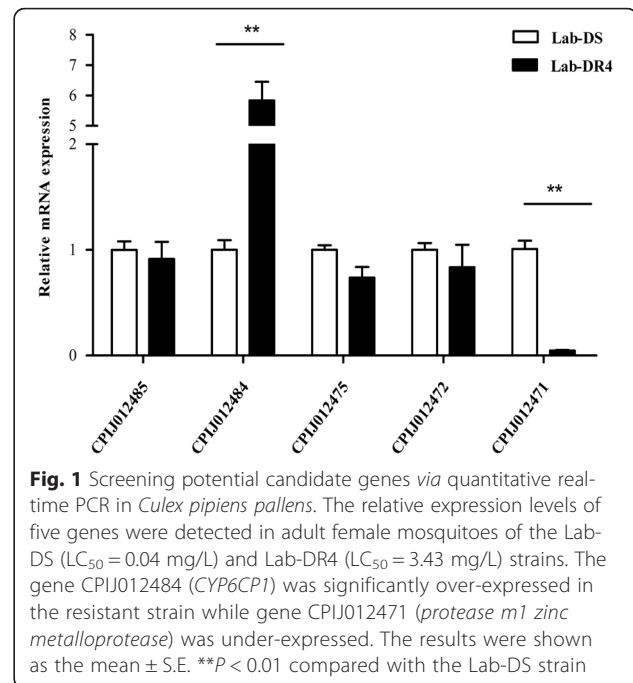 8
**
Lab-DS
7
Lab-DR4
6
5
2
**
1
0
Relative mRNA expression
CPIJ012485
CPIJ012484
CPIJ012475
CPIJ012472
CPIJ012471
Fig. 1 Screening potential candidate genes via quantitative real-
time PCR in Culex pipiens pallens. The relative expression levels of
five genes were detected in adult female mosquitoes of the Lab-
DS (LC50 = 0.04 mg/L) and Lab-DR4 (LC50 = 3.43 mg/L) strains. The
gene CPIJ012484 (CYP6CP1) was significantly over-expressed in
the resistant strain while gene CPIJ012471 (protease m1 zinc
metalloprotease) was under-expressed. The results were shown
as the mean ± S.E. **P < 0.01 compared with the Lab-DS strain